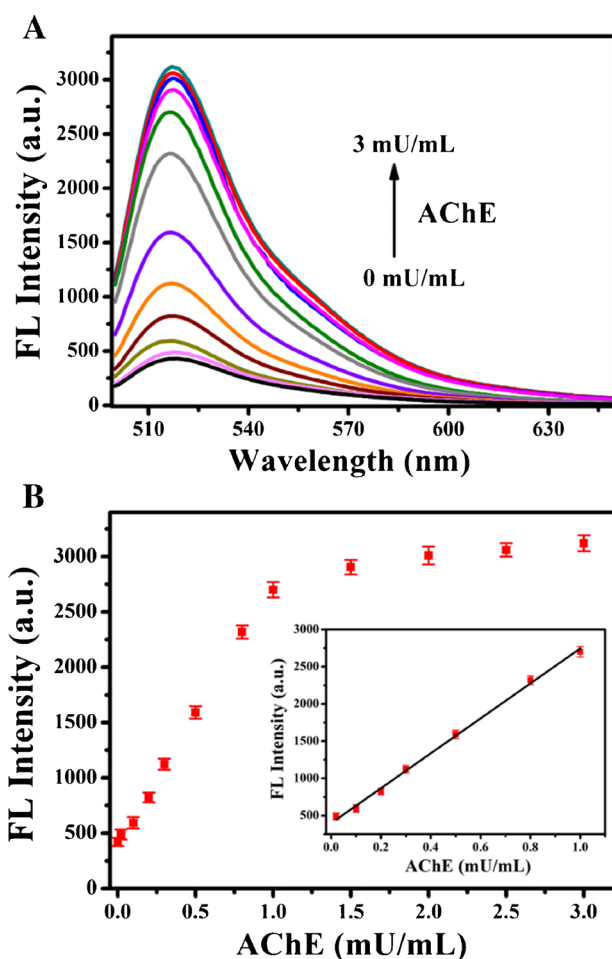 A
FL Intensity (a.u.)
3000
2500
2000
1500
1000
500
0
3 mU/mL
AChE
0 mU/mL
510 540 570 600 630
Wavelength (nm)
B
FL Intensity (a.u.)
3000
2500
2000
1500
1000
500
0
FL Intensity (a.u.)
3000
2500
2000
1500
1000
500
0.0 0.2 0.4 0.6 0.8 1.0
AChE (mU/mL)
0.0 0.5 1.0 1.5 2.0 2.5 3.0
AChE (mU/mL)